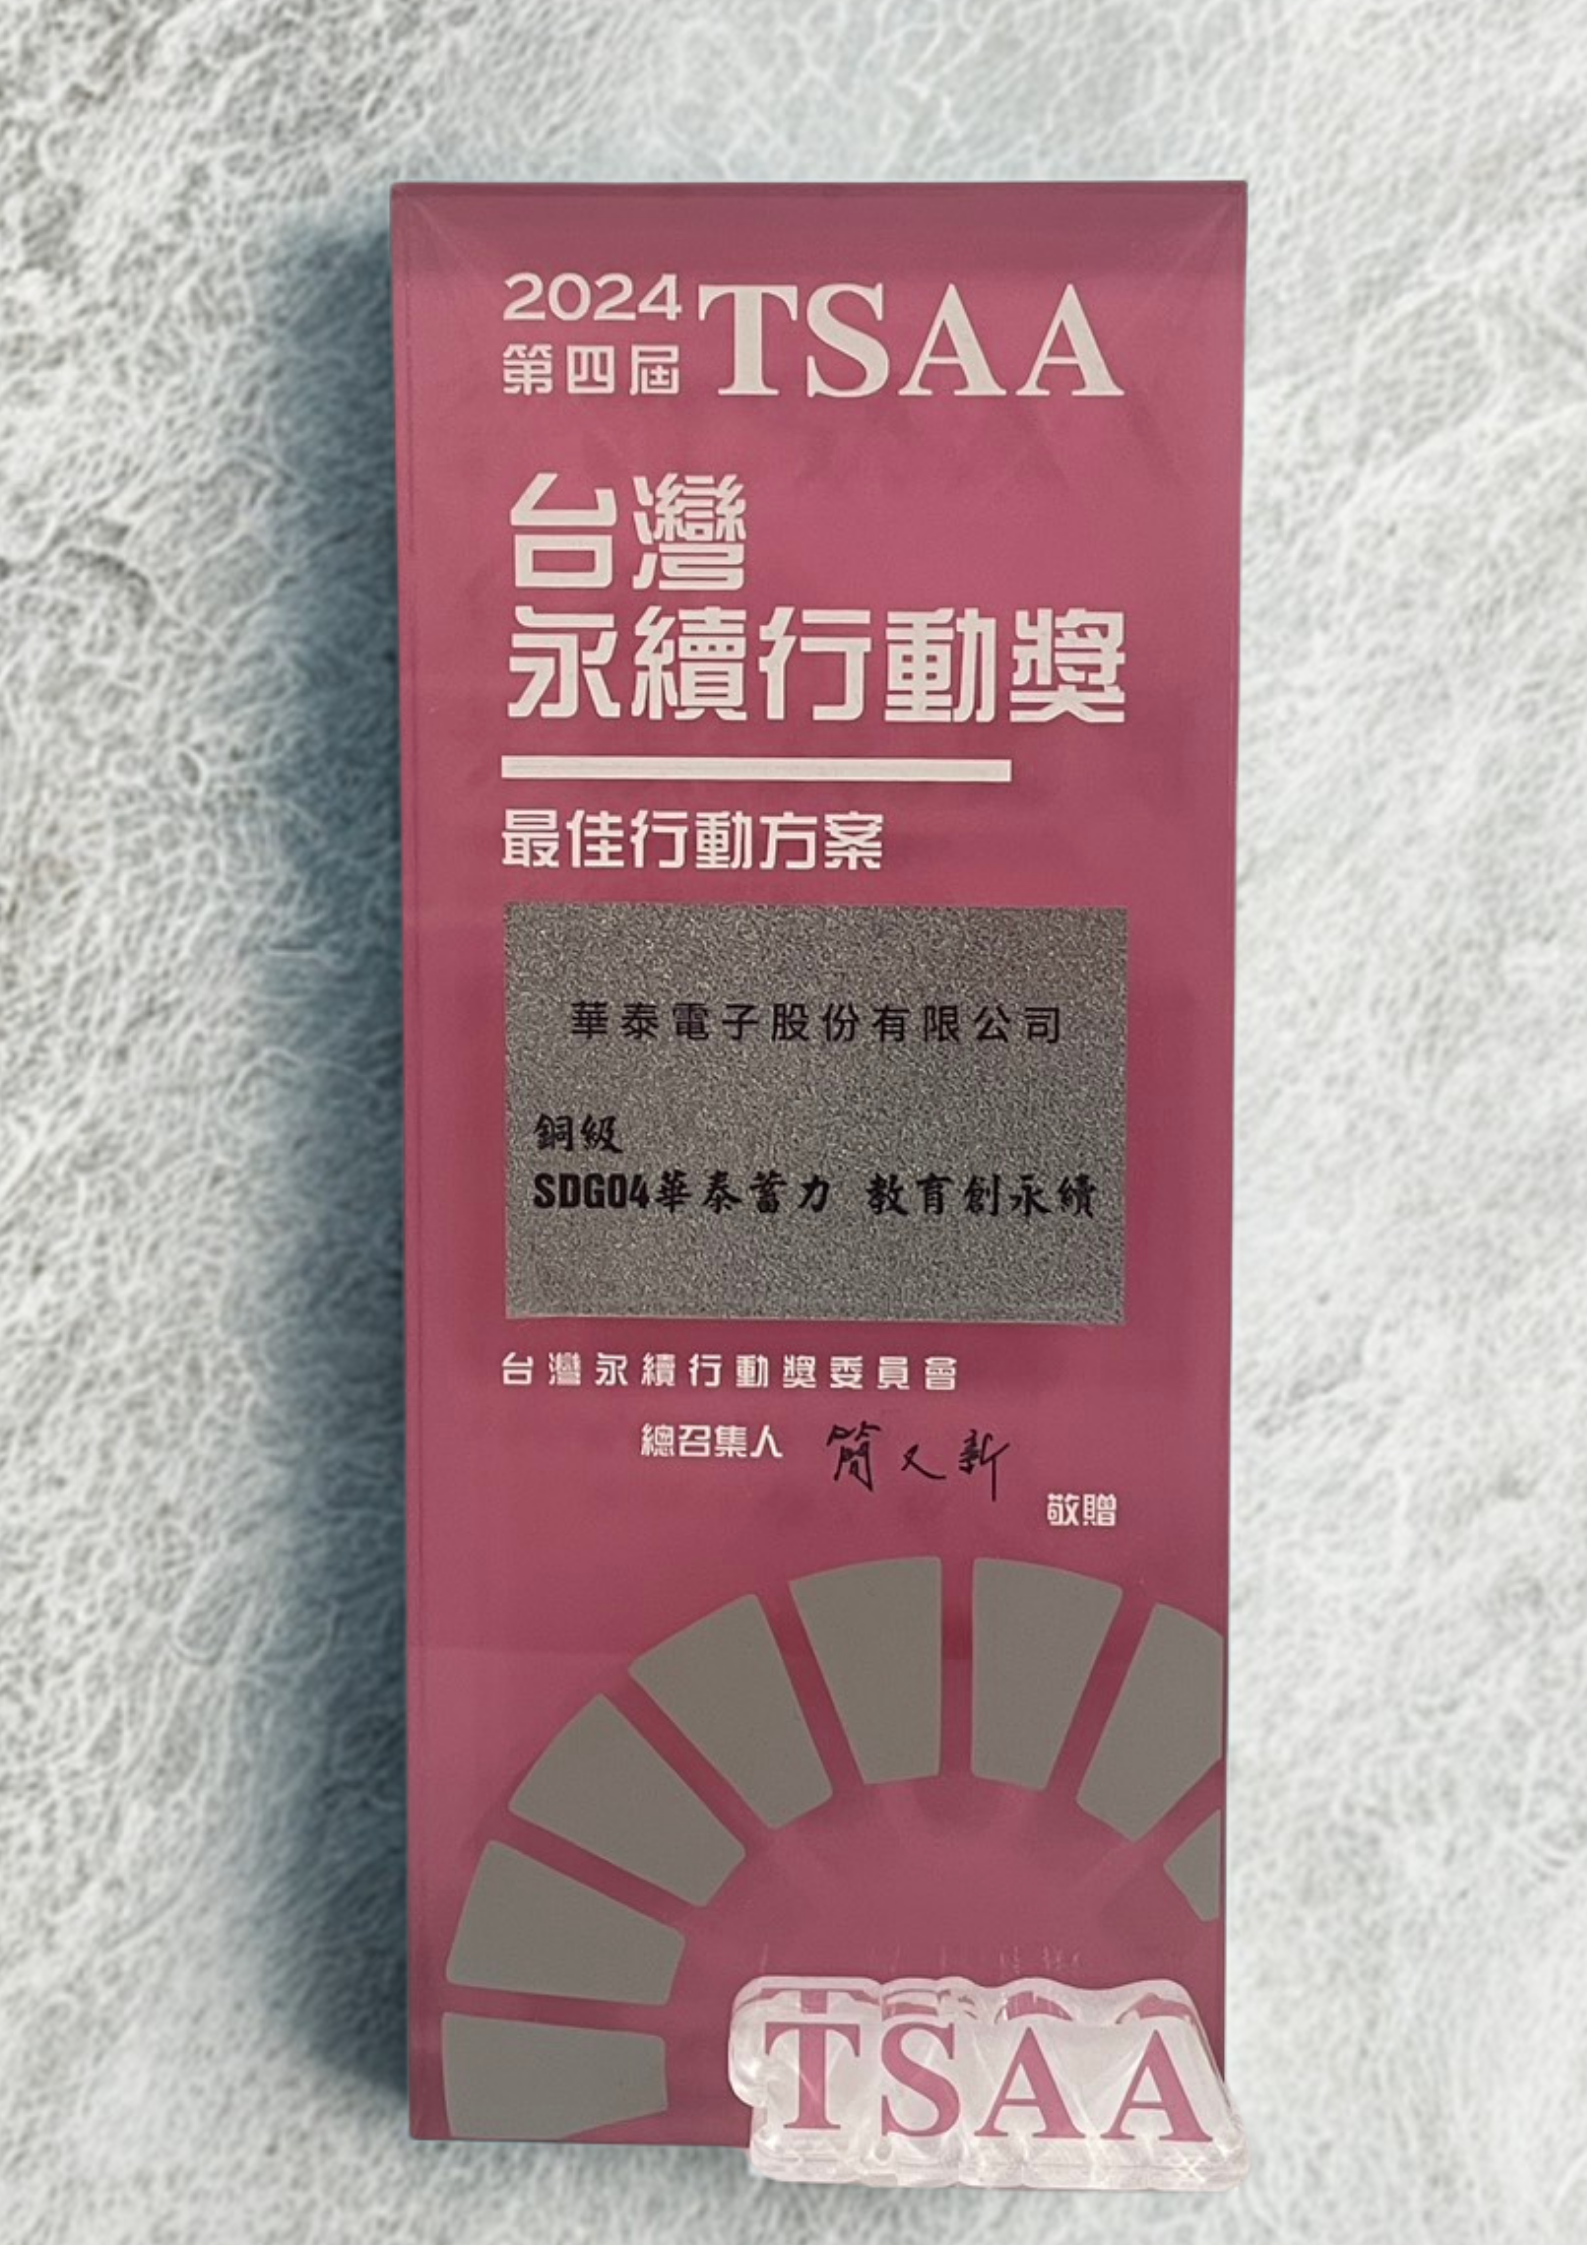 2024 TSAA
第四屆
台灣
永續行動獎
最佳行動方案
華泰電子股份有限公司
銅級
SDG04華泰蓄力 教育創永續
台灣永續行動獎委員會
總召集人 簡又新
敬贈
TSAA